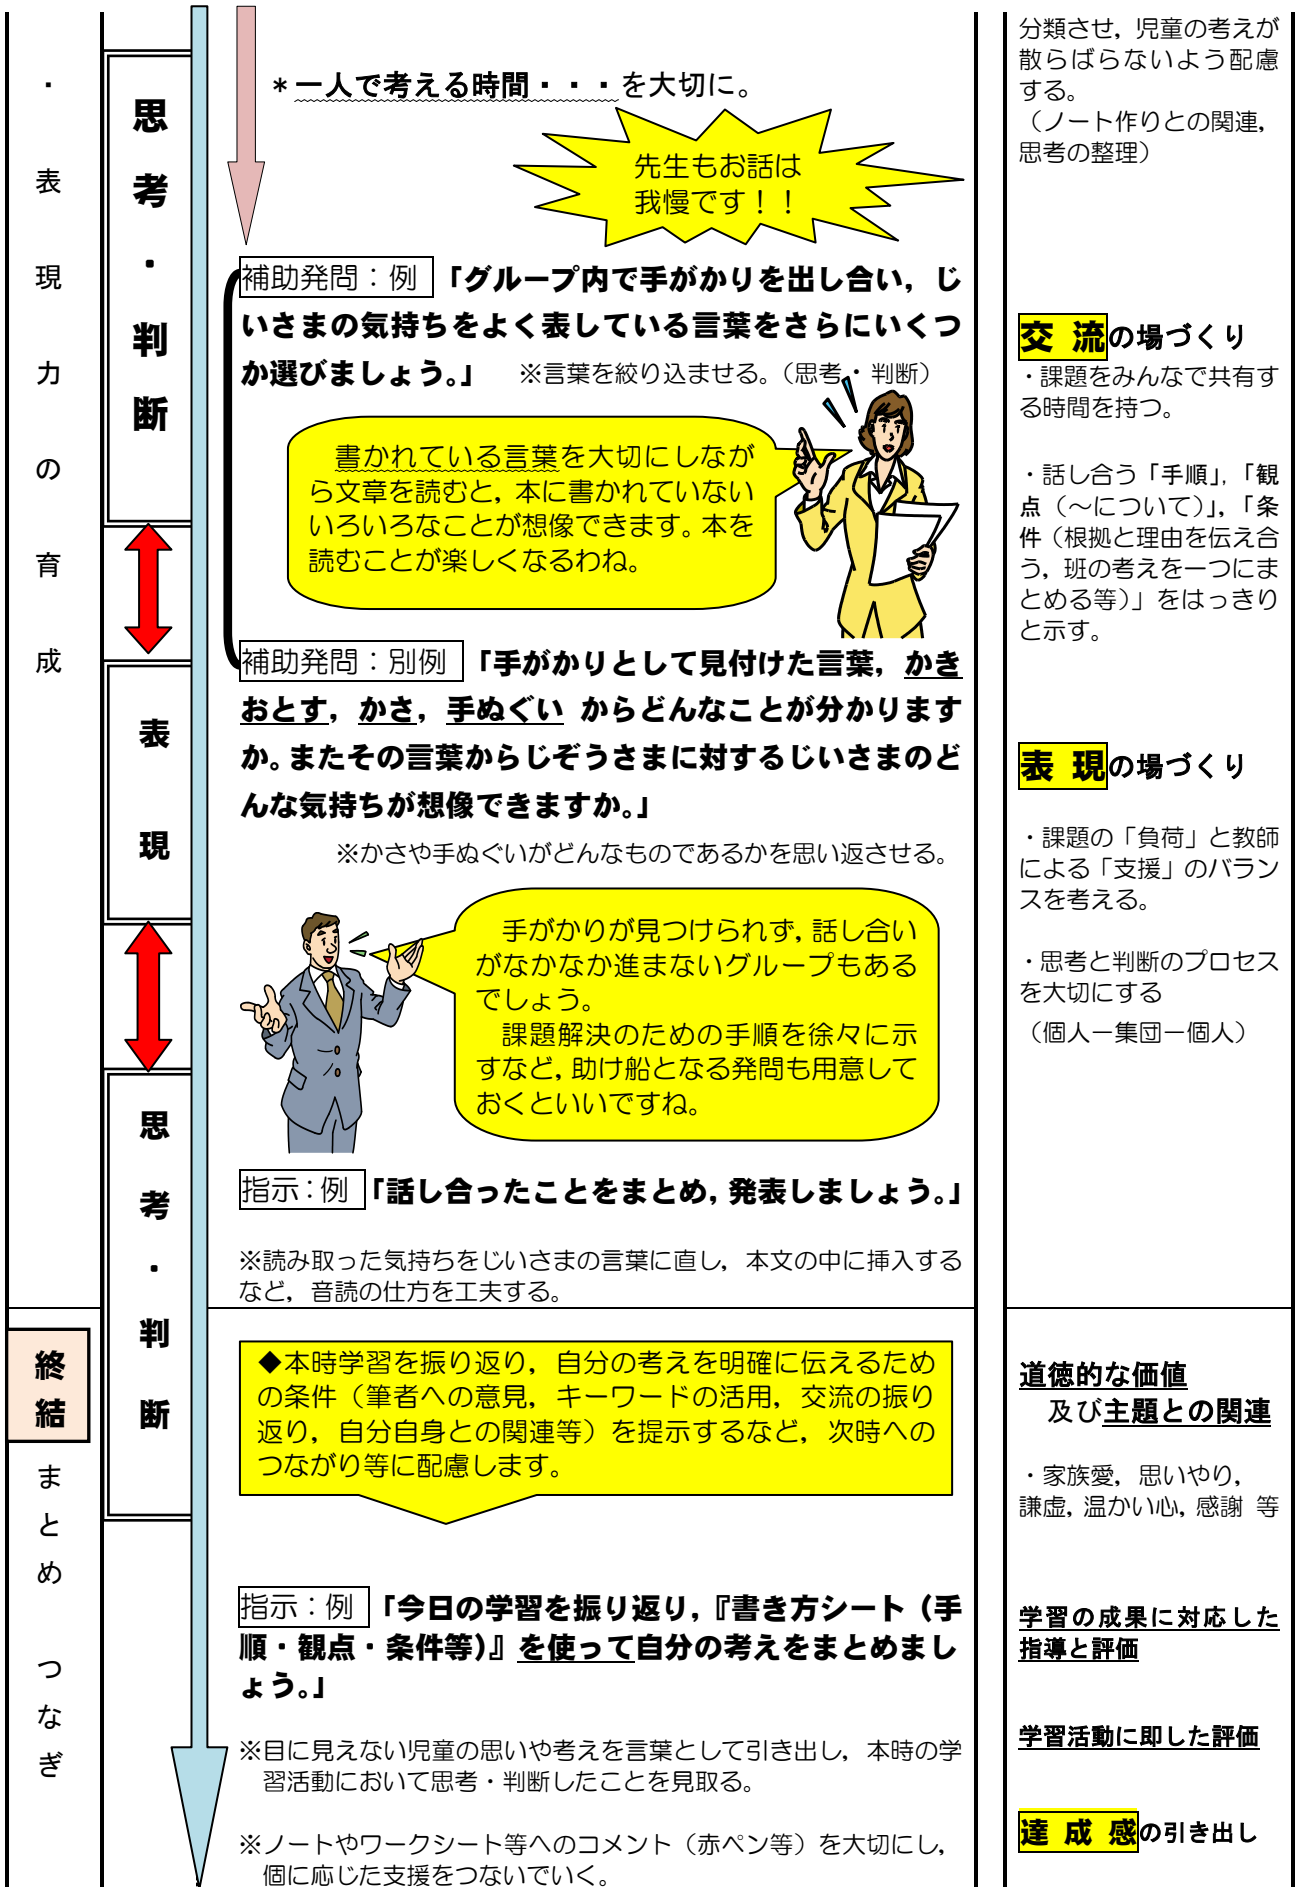 ・表現力の育成
思考・判断
表現
思考・判断
終結
まとめ つなぎ
*一人で考える時間・・・を大切に。
先生もお話は
我慢です！！
補助発問：例 「グループ内で手がかりを出し合い，じ
いさまの気持ちをよく表している言葉をさらにいくつ
か選びましょう。」 ※言葉を絞り込ませる。（思考・判断）
書かれている言葉を大切にしなが
ら文章を読むと，本に書かれていない
いろいろなことが想像できます。本を
読むことが楽しくなるわね。
補助発問：別例 「手がかりとして見付けた言葉，かき
おとす，かさ，手ぬぐい からどんなことが分かります
か。またその言葉からじぞうさまに対するじいさまのど
んな気持ちが想像できますか。」
※かさや手ぬぐいがどんなものであるかを思い返させる。
手がかりが見つけられず，話し合い
がなかなか進まないグループもある
でしょう。
課題解決のための手順を徐々に示
すなど，助け船となる発問も用意して
おくといいですね。
指示：例 「話し合ったことをまとめ，発表しましょう。」
※読み取った気持ちをじいさまの言葉に直し，本文の中に挿入する
など，音読の仕方を工夫する。
◆本時学習を振り返り，自分の考えを明確に伝えるため
の条件（筆者への意見，キーワードの活用，交流の振り
返り，自分自身との関連等）を提示するなど，次時への
つながり等に配慮します。
指示：例 「今日の学習を振り返り，『書き方シート（手
順・観点・条件等）』を使って自分の考えをまとめまし
ょう。」
※目に見えない児童の思いや考えを言葉として引き出し，本時の学
習活動において思考・判断したことを見取る。
※ノートやワークシート等へのコメント（赤ペン等）を大切にし，
個に応じた支援をつないでいく。
分類させ，児童の考えが
散らばらないよう配慮
する。
（ノート作りとの関連，
思考の整理）
交 流の場づくり
・課題をみんなで共有す
る時間を持つ。
・話し合う「手順」，「観
点（～について）」，「条
件（根拠と理由を伝え合
う，班の考えを一つにま
とめる等）」をはっきり
と示す。
表 現の場づくり
・課題の「負荷」と教師
による「支援」のバラン
スを考える。
・思考と判断のプロセス
を大切にする
（個人ー集団ー個人）
道徳的な価値
及び主題との関連
・家族愛，思いやり，
謙虚，温かい心，感謝 等
学習の成果に対応した
指導と評価
学習活動に即した評価
達 成 感の引き出し